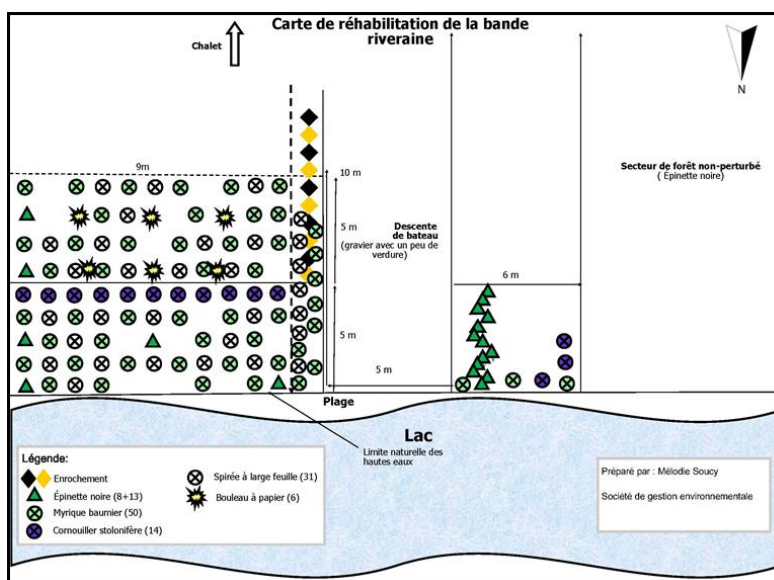 Carte de réhabilitation de la bande
riveraine
Chalet
N
9m
10 m
Secteur de forêt non-perturbé
( Épinette noire)
5 m
Descente
de bateau
(gravier avec un peu de
verdure)
6 m
5 m
5 m
Plage
Lac
Limite naturelle des
hautes eaux
Légende:
Enrochement
Épinette noire (8+13)
Myrique baumier (50)
Cornouiller stolonifère (14)
Spirée à large feuille (31)
Bouleau à papier (6)
Préparé par : Mélodie Soucy
Société de gestion environnementale